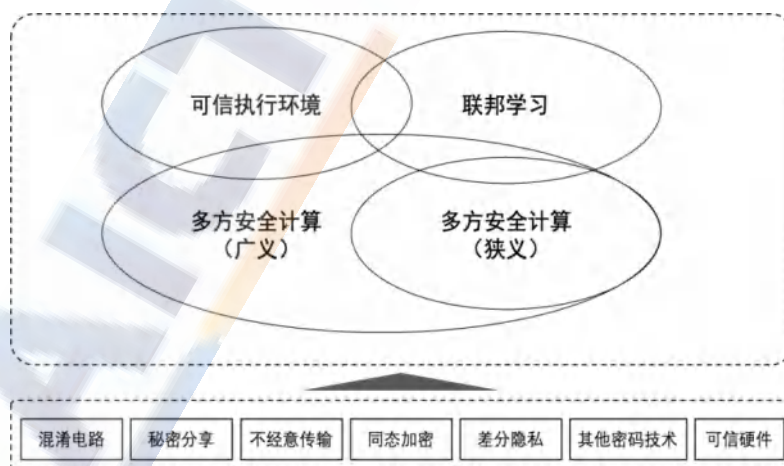 可信执行环境
联邦学习
多方安全计算
（广义）
多方安全计算
（狭义）
混淆电路
秘密分享
不经意传输
同态加密
差分隐私
其他密码技术
可信硬件